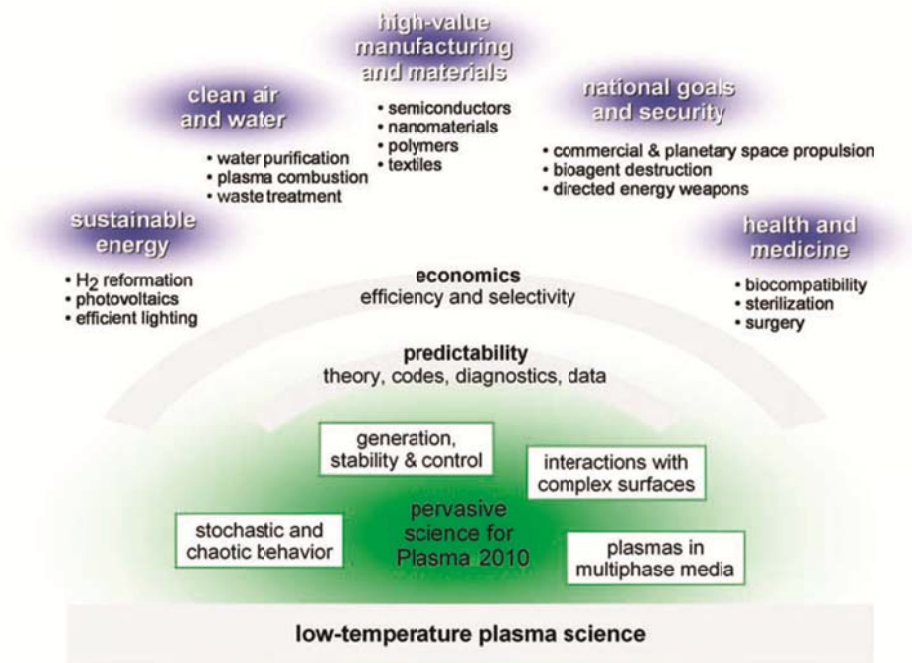 high-value
manufacturing
and materials
• semiconductors
• nanomaterials
• polymers
• textiles
clean air
and water
• water purification
• plasma combustion
• waste treatment
national goals
and security
• commercial & planetary space propulsion
• bioagent destruction
• directed energy weapons
sustainable
energy
• H2 reformation
• photovoltaics
• efficient lighting
health and
medicine
• biocompatibility
• sterilization
• surgery
economics
efficiency and selectivity
predictability
theory, codes, diagnostics, data
generation,
stability & control
interactions with
complex surfaces
stochastic and
chaotic behavior
pervasive
science for
Plasma 2010
plasmas in
multiphase media
low-temperature plasma science